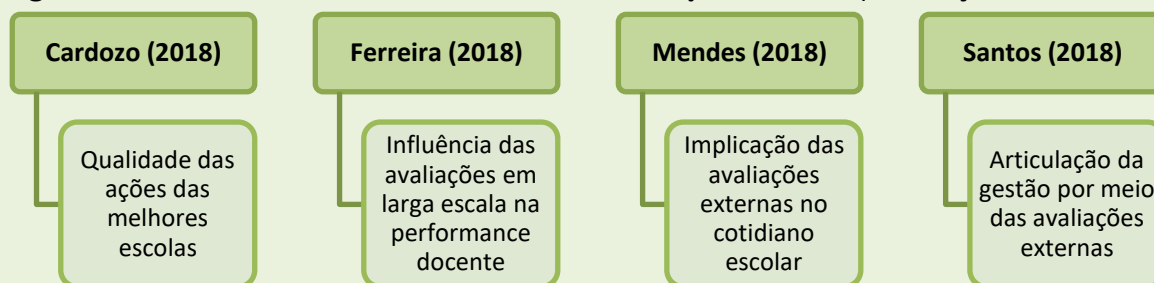 Cardozo (2018)
Qualidade das
ações das
melhores
escolas
Ferreira (2018)
Influência das
avaliações em
larga escala na
performance
docente
Mendes (2018)
Implicação das
avaliações
externas no
cotidiano
escolar
Santos (2018)
Articulação da
gestão por meio
das avaliações
externas